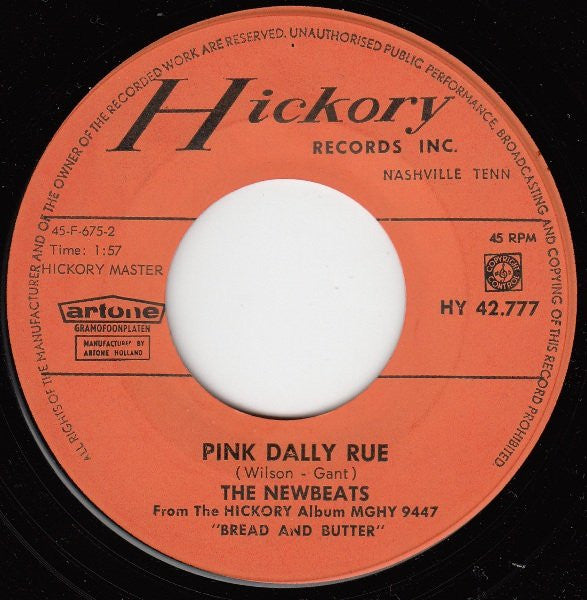 ALL RIGHTS OF THE MANUFACTURER AND OF THE OWNER OF THE RECORDED WORK ARE RESERVED. UNAUTHORISED PUBLIC PERFORMANCE, BROADCASTING AND COPYING OF THIS RECORD PROHIBITED.
Hickory
RECORDS INC.
NASHVILLE TENN
45-F-675-2
Time: 1:57
HICKORY MASTER
45 RPM
COPYRIGHT
CONTROL
HY 42.777
artone
GRAMOFOONPLATEN
MANUFACTURED BY
ARTONE HOLLAND
PINK DALLY RUE
(Wilson - Gant)
THE NEWBEATS
From The HICKORY Album MGHY 9447
"BREAD AND BUTTER"